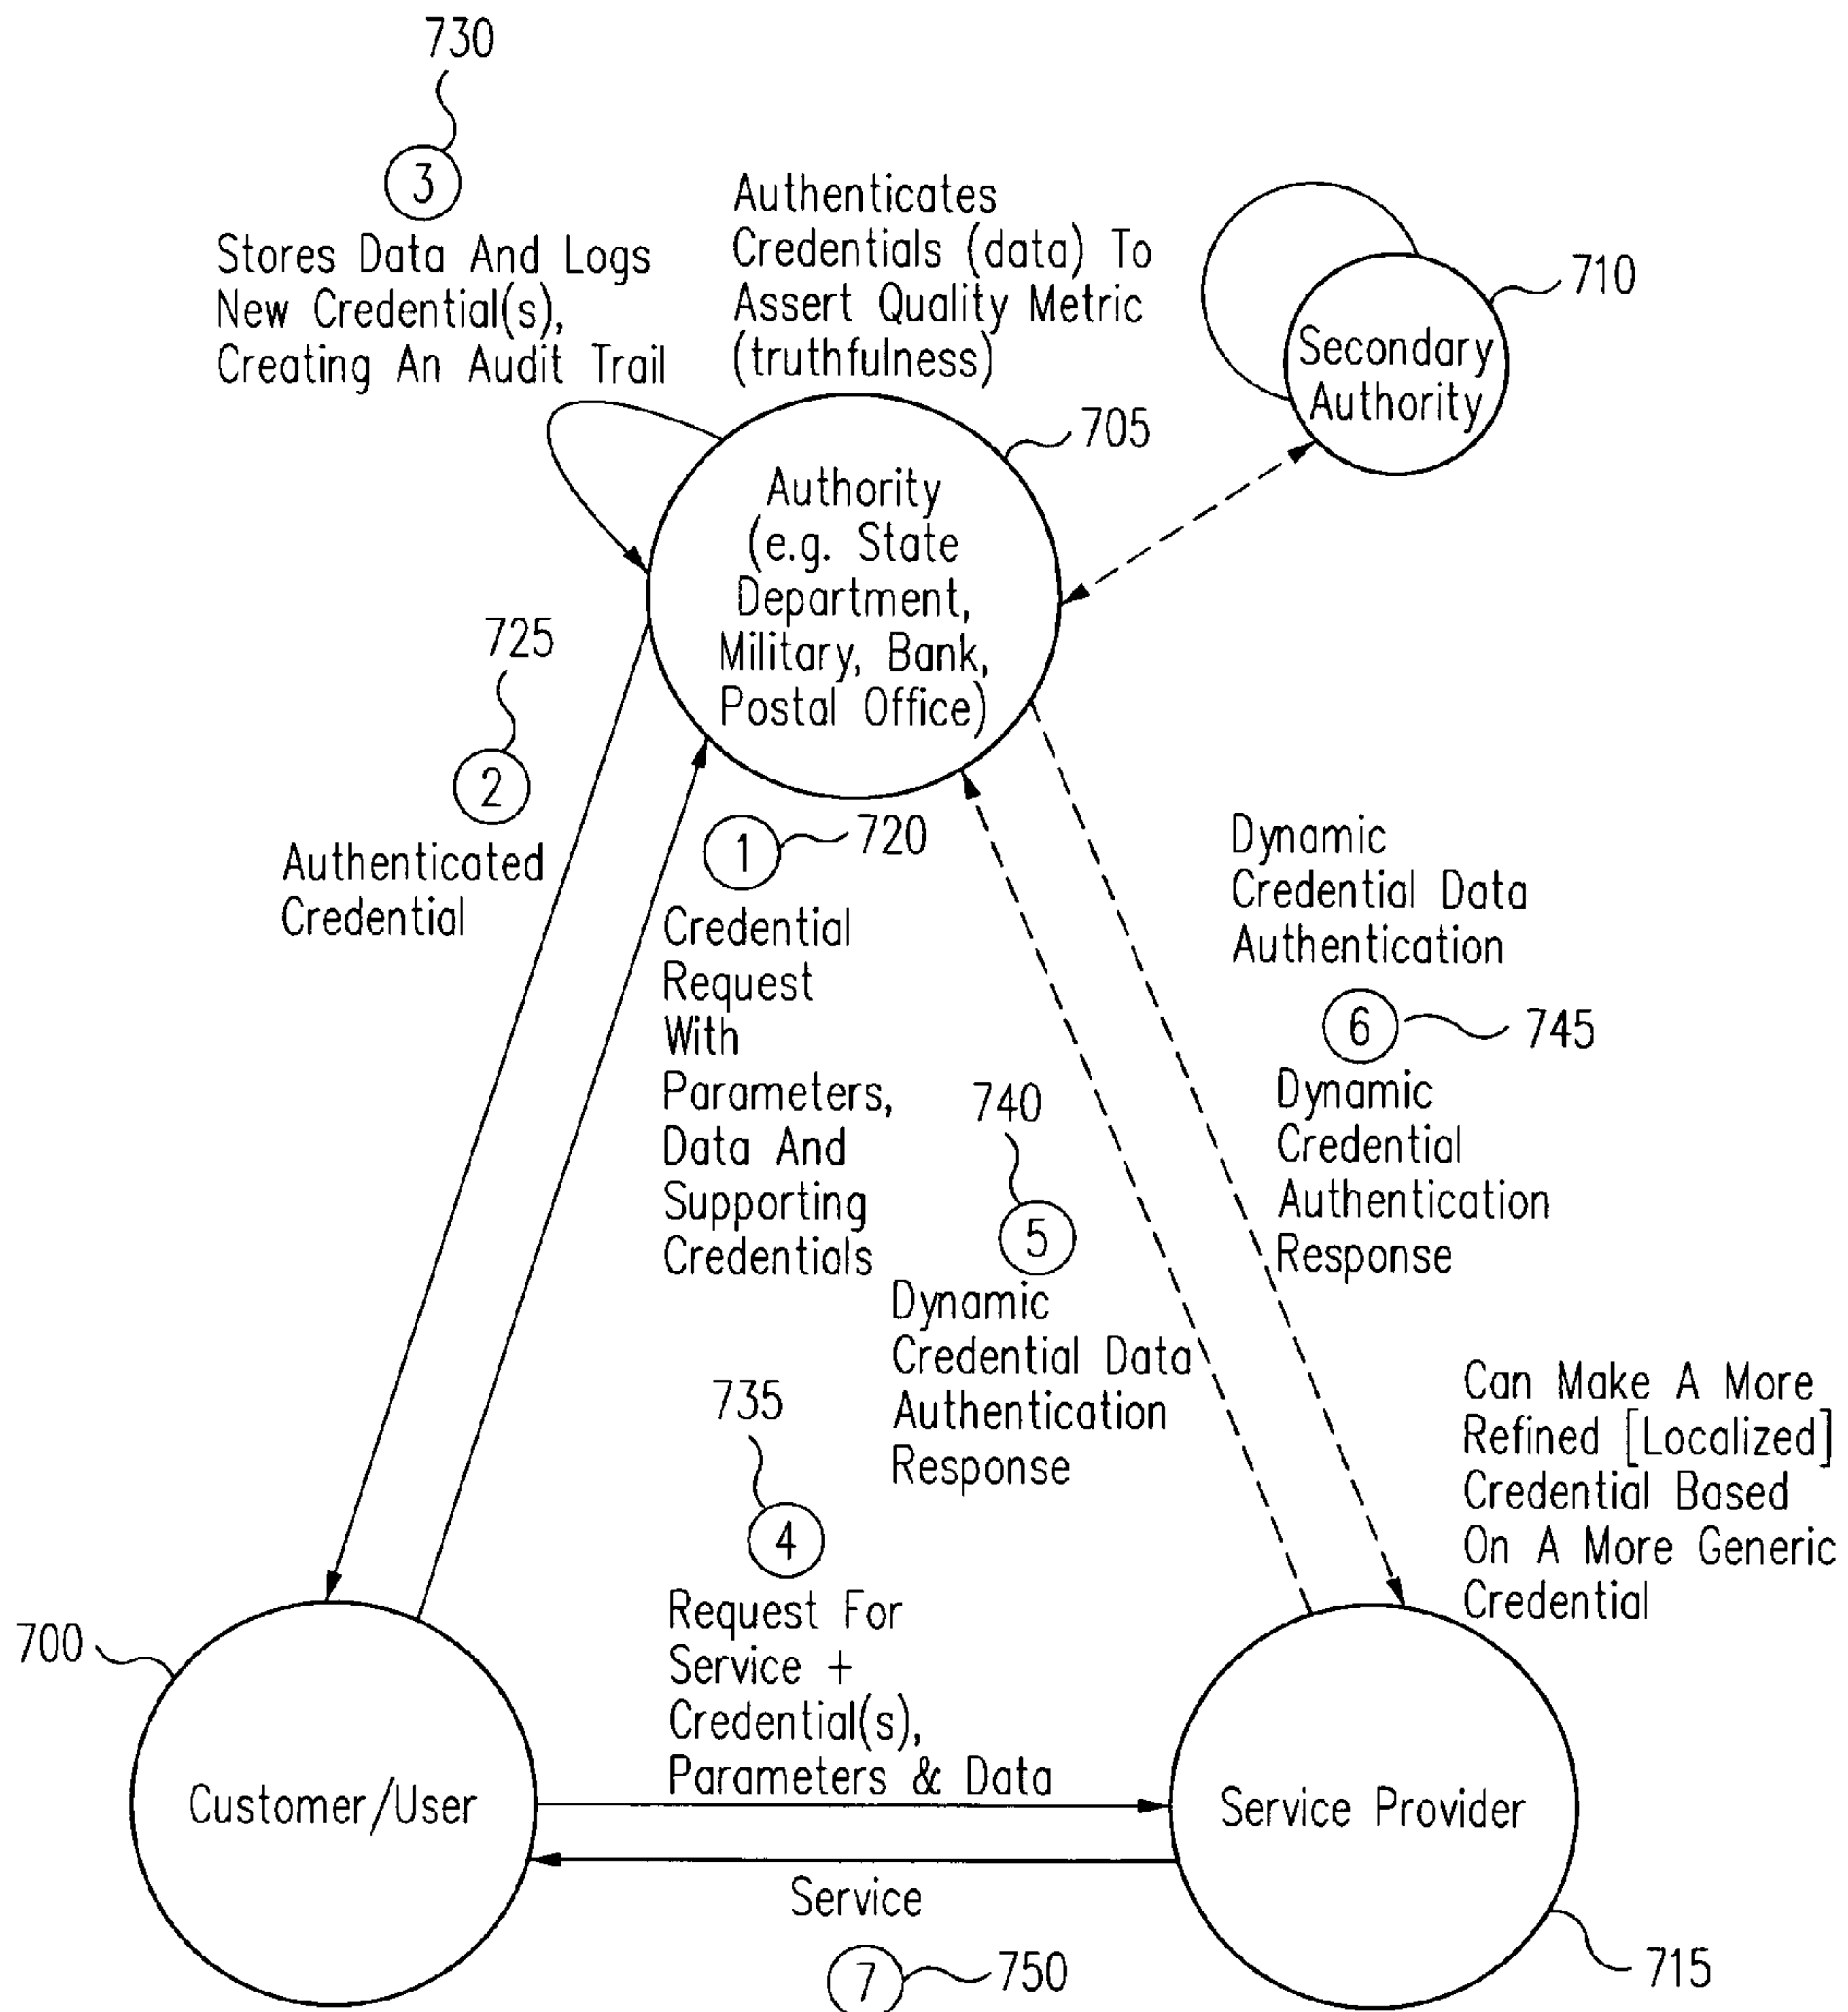 730
3
Stores Data And Logs
New Credential(s),
Creating An Audit Trail
Authenticates
Credentials (data) To
Assert Quality Metric
(truthfulness)
710
Secondary
Authority
705
Authority
(e.g. State
Department,
Military, Bank,
Postal Office)
725
2
Authenticated
Credential
1
720
Credential
Request
With
Parameters,
Data And
Supporting
Credentials
Dynamic
Credential Data
Authentication
6
745
Dynamic
Credential
Authentication
Response
740
5
Dynamic
Credential Data
Authentication
Response
735
4
Request For
Service +
Credential(s),
Parameters & Data
Can Make A More
Refined [Localized]
Credential Based
On A More Generic
Credential
700
Customer/User
Service Provider
Service
7
750
715